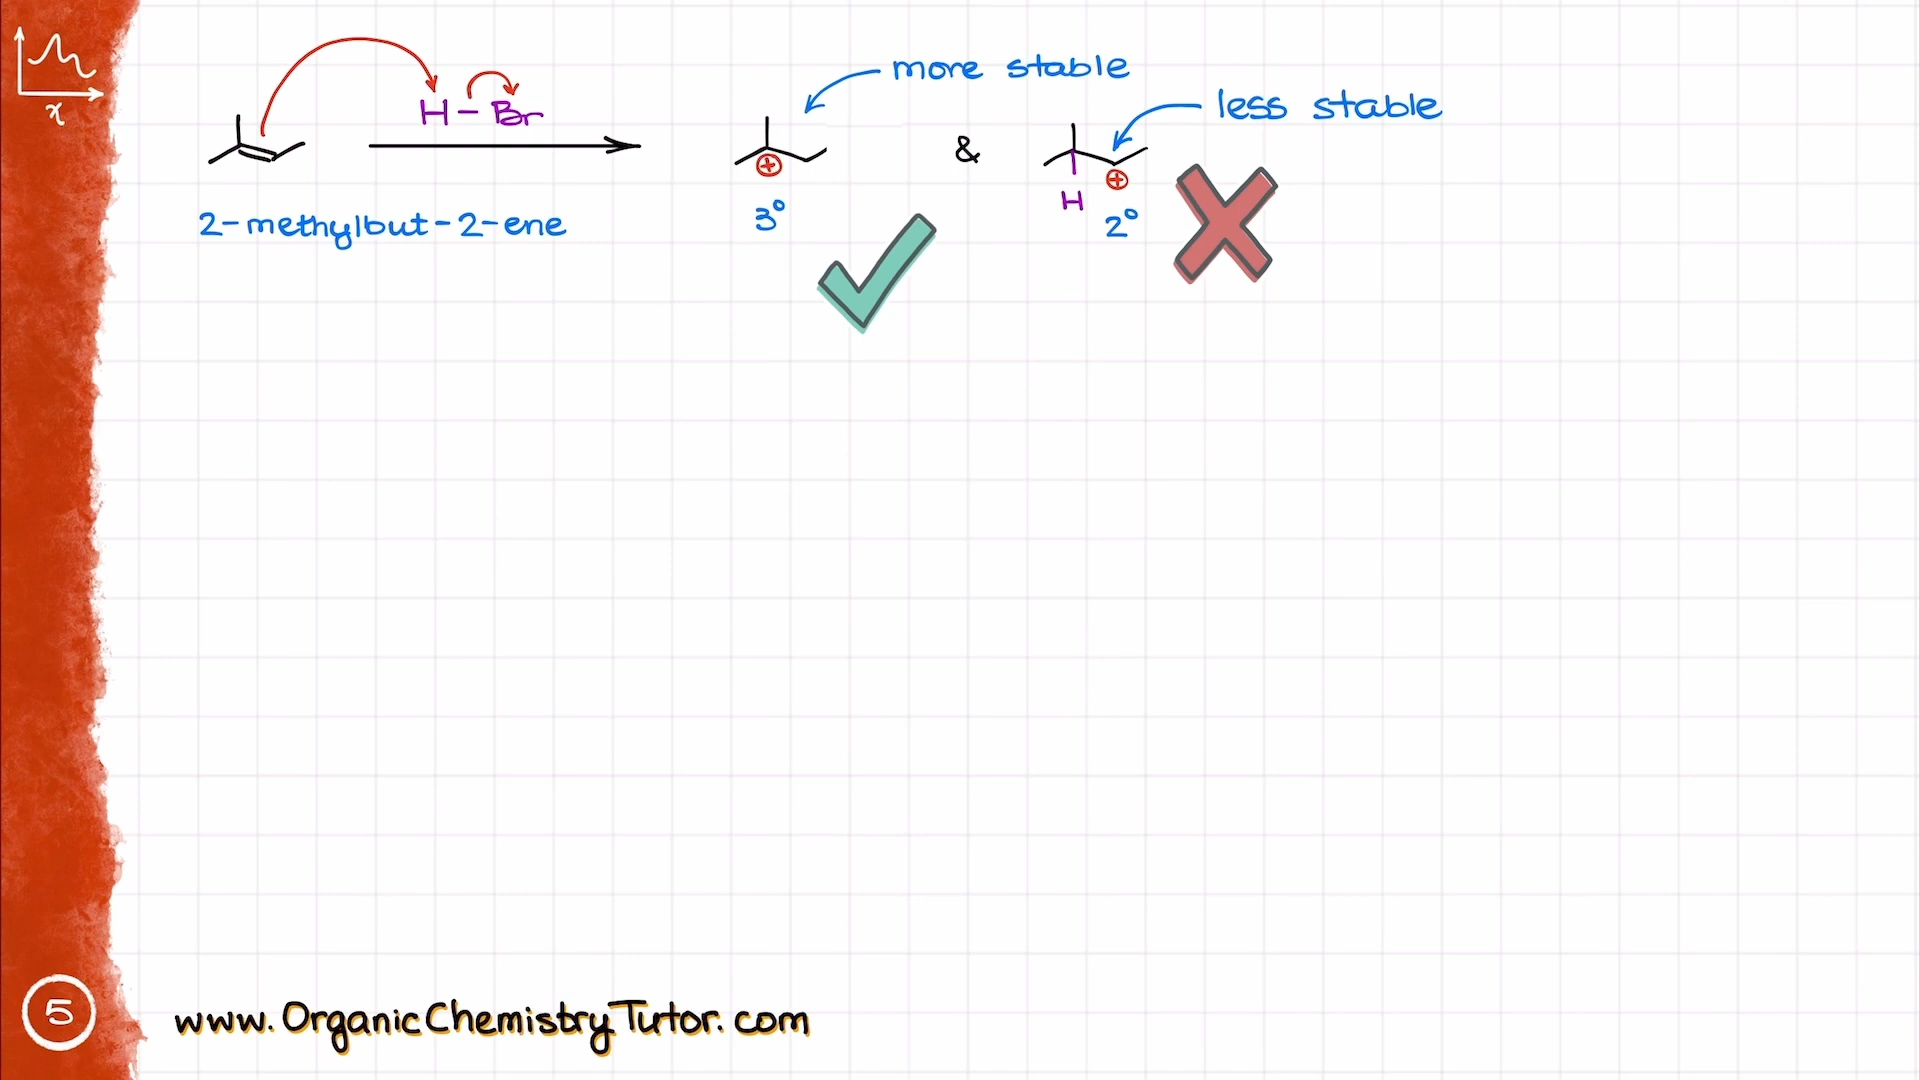 x
more stable
H-Br
less stable
&
H
2-methylbut-2-ene
3°
2°
5
www.OrganicChemistryTutor.com